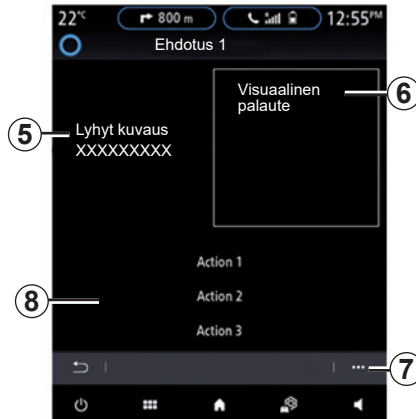 22°C
800 m
12:55PM
Ehdotus 1
Visuaalinen
palaute
6
5
Lyhyt kuvaus
XXXXXXXXX
Action 1
8
Action 2
Action 3
7